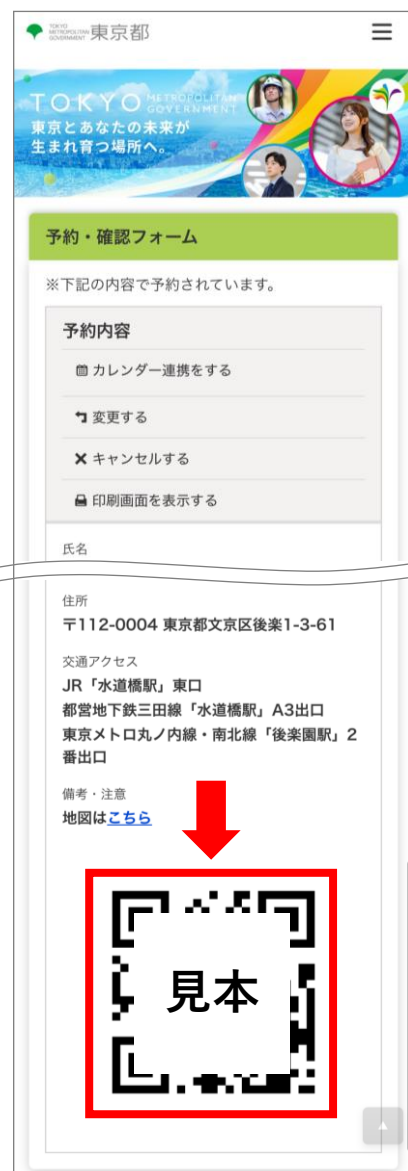 TOKYO
METROPOLITAN
GOVERNMENT 東京都
TOKYO METROPOLITAN
GOVERNMENT
東京とあなたの未来が
生まれ育つ場所へ。
予約・確認フォーム
※下記の内容で予約されています。
予約内容
カレンダー連携をする
変更する
キャンセルする
印刷画面を表示する
氏名
住所
〒112-0004 東京都文京区後楽1-3-61
交通アクセス
JR「水道橋駅」東口
都営地下鉄三田線「水道橋駅」A3出口
東京メトロ丸ノ内線・南北線「後楽園駅」2
番出口
備考・注意
地図はこちら
見本